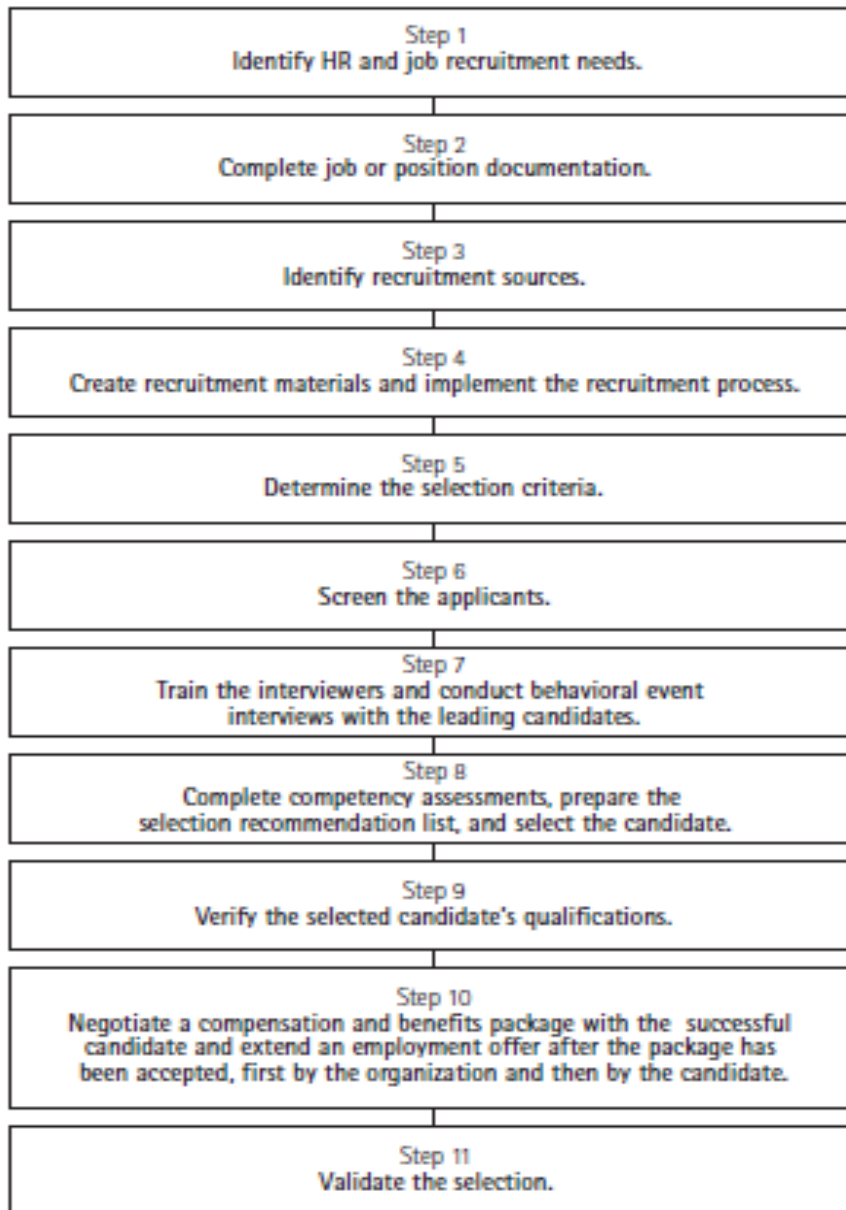 Step 1
Identify HR and job recruitment needs.
Step 2
Complete job or position documentation.
Step 3
Identify recruitment sources.
Step 4
Create recruitment materials and implement the recruitment process.
Step 5
Determine the selection criteria.
Step 6
Screen the applicants.
Step 7
Train the interviewers and conduct behavioral event
interviews with the leading candidates.
Step 8
Complete competency assessments, prepare the
selection recommendation list, and select the candidate.
Step 9
Verify the selected candidate's qualifications.
Step 10
Negotiate a compensation and benefits package with the successful
candidate and extend an employment offer after the package has
been accepted, first by the organization and then by the candidate.
Step 11
Validate the selection.